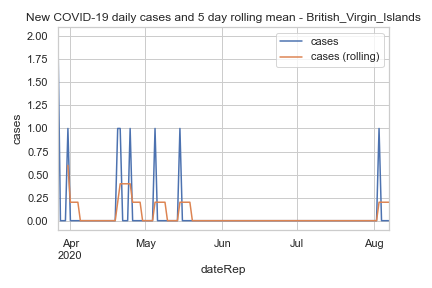 New COVID-19 daily cases and 5 day rolling mean - British_Virgin_Islands
cases
cases (rolling)
2.00
1.75
1.50
1.25
1.00
0.75
0.50
0.25
0.00
cases
Apr May Jun Jul Aug
2020
dateRep